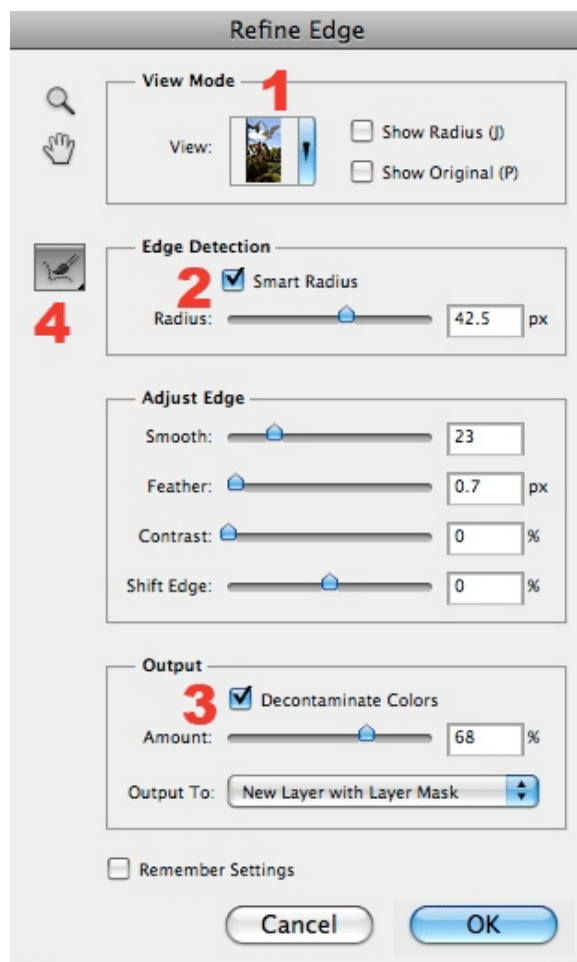 Refine Edge
View Mode
1
View:
Show Radius (J)
Show Original (P)
Edge Detection
2
Smart Radius
4
Radius: 42.5 px
Adjust Edge
Smooth: 23
Feather: 0.7 px
Contrast: 0 %
Shift Edge: 0 %
Output
3
Decontaminate Colors
Amount: 68 %
Output To: New Layer with Layer Mask
Remember Settings
Cancel OK